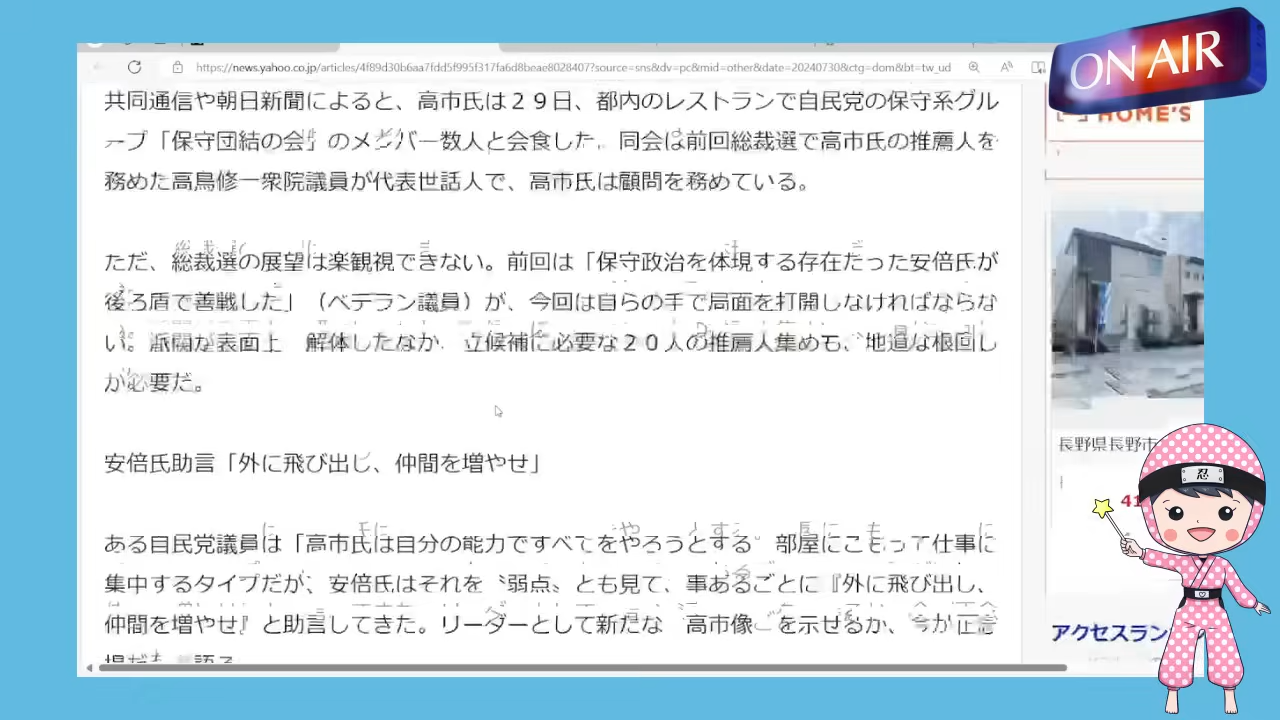 ON AIR
https://news.yahoo.co.jp/articles/4f89d30b6aa7fdd5f995f317fa6d8beae8028407?source=sns&dv=pc&mid=other&date=20240730&ctg=dom&bt=tw_ud
HOME'S
共同通信や朝日新聞によると、高市氏は29日、都内のレストランで自民党の保守系グル
ープ「保守団結の会」のメンバー数人と会食した。同会は前回総裁選で高市氏の推薦人を
務めた高鳥修一衆院議員が代表世話人で、高市氏は顧問を務めている。
ただ、総裁選の展望は楽観視できない。前回は「保守政治を体現する存在だった安倍氏が
後ろ盾で善戦した」（ベテラン議員）が、今回は自らの手で局面を打開しなければならな
い。派閥が表面上 解体したなか、立候補に必要な20人の推薦人集めも、地道な根回し
が必要だ。
長野県長野市
41
安倍氏助言「外に飛び出し、仲間を増やせ」
ある自民党議員は「高市氏は自分の能力ですべてをやろうとする 部屋にこもって仕事に
集中するタイプだが、安倍氏はそれを〝弱点〟とも見て、事あるごとに『外に飛び出し、
仲間を増やせ』と助言してきた。リーダーとして新たな 高市像 を示せるか、今が正念
場だ 語る
アクセスラン
忍